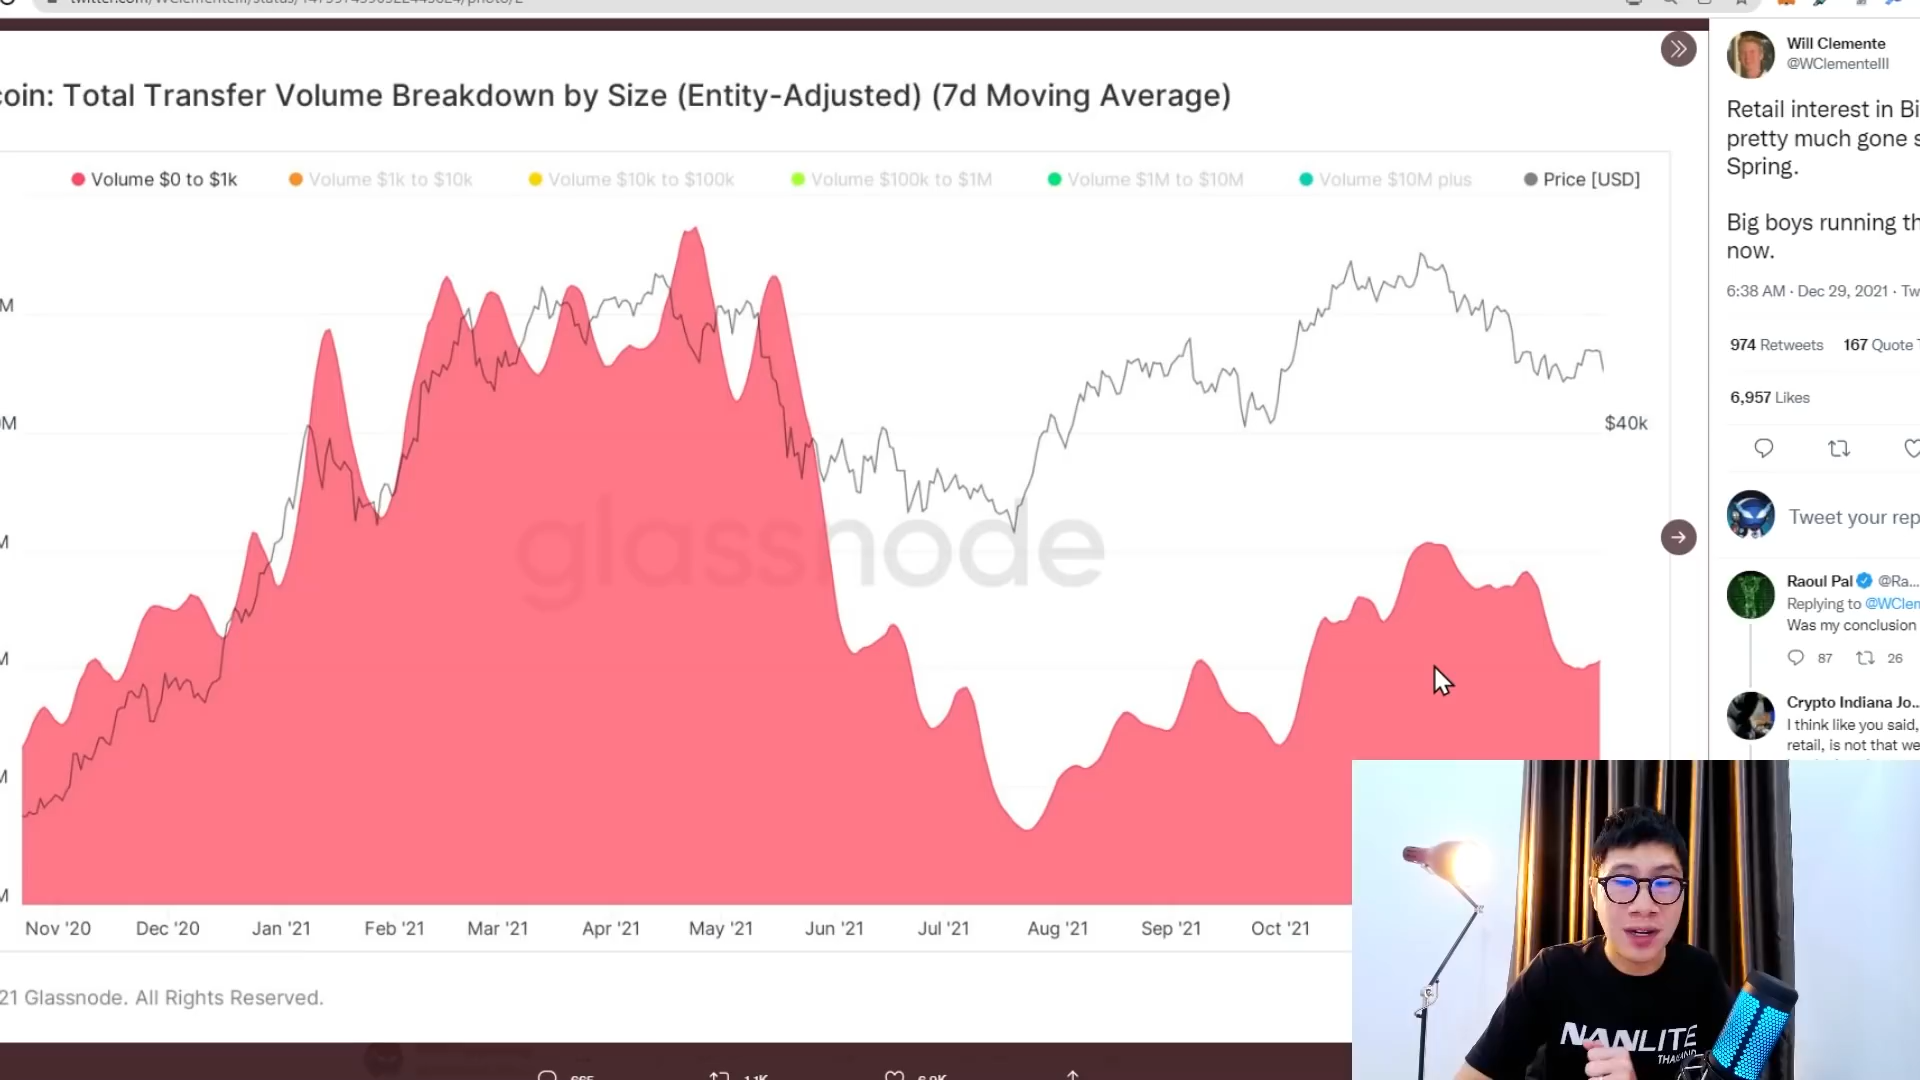 coin: Total Transfer Volume Breakdown by Size (Entity-Adjusted) (7d Moving Average)
Volume $0 to $1k
Volume $1k to $10k
Volume $10k to $100k
Volume $100k to $1M
Volume $1M to $10M
Volume $10M plus
Price [USD]
M
0M
M
M
M
M
$40k
glassnode
Nov '20
Dec '20
Jan '21
Feb '21
Mar '21
Apr '21
May '21
Jun '21
Jul '21
Aug '21
Sep '21
Oct '21
21 Glassnode. All Rights Reserved.
Will Clemente
@WClementeIII
Retail interest in Bi
pretty much gone s
Spring.
Big boys running th
now.
6:38 AM · Dec 29, 2021 · Tw
974 Retweets 167 Quote T
6,957 Likes
Tweet your rep
Raoul Pal @Ra...
Replying to @WClem
Was my conclusion
87 26
Crypto Indiana Jo...
I think like you said,
retail, is not that we
NANLITE
THAILAND